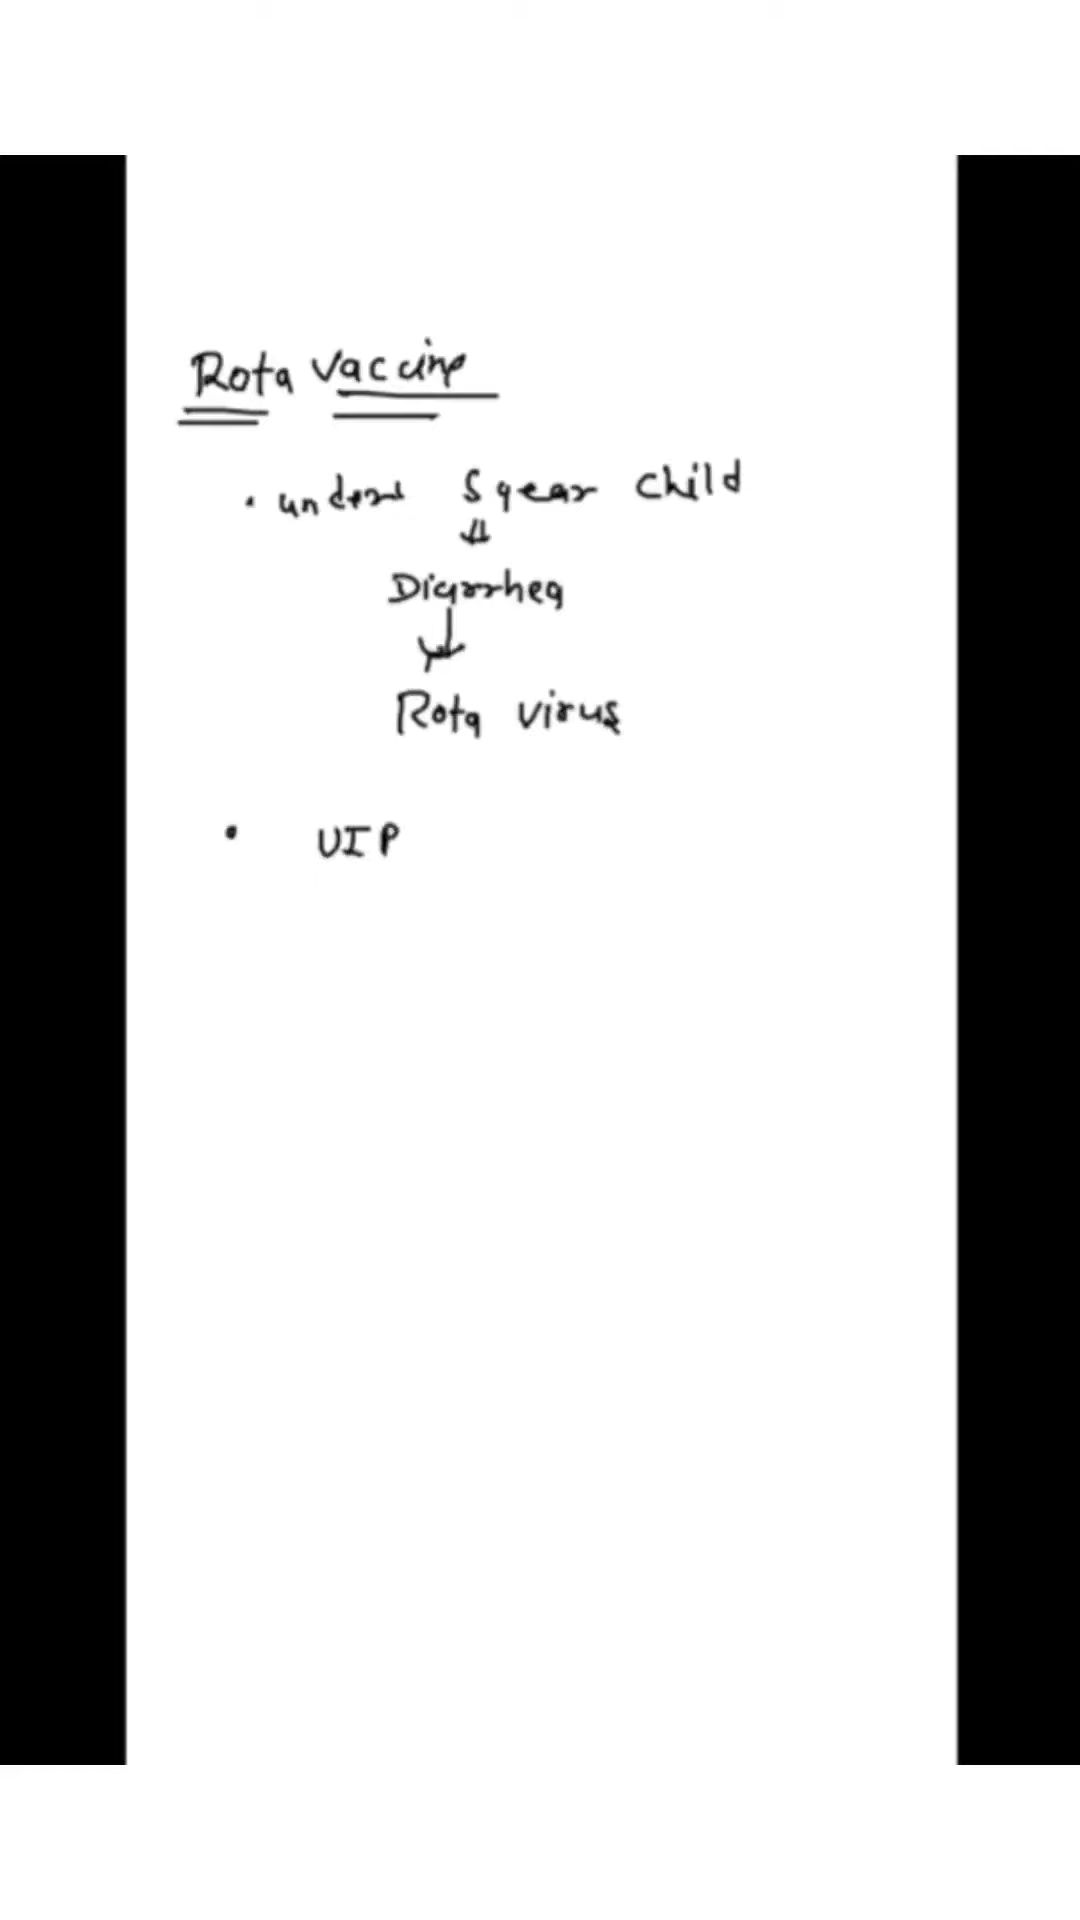 Rota vaccine
• under 5 year child
⇓
Diarrhea
↓
Rota virus
• UIP